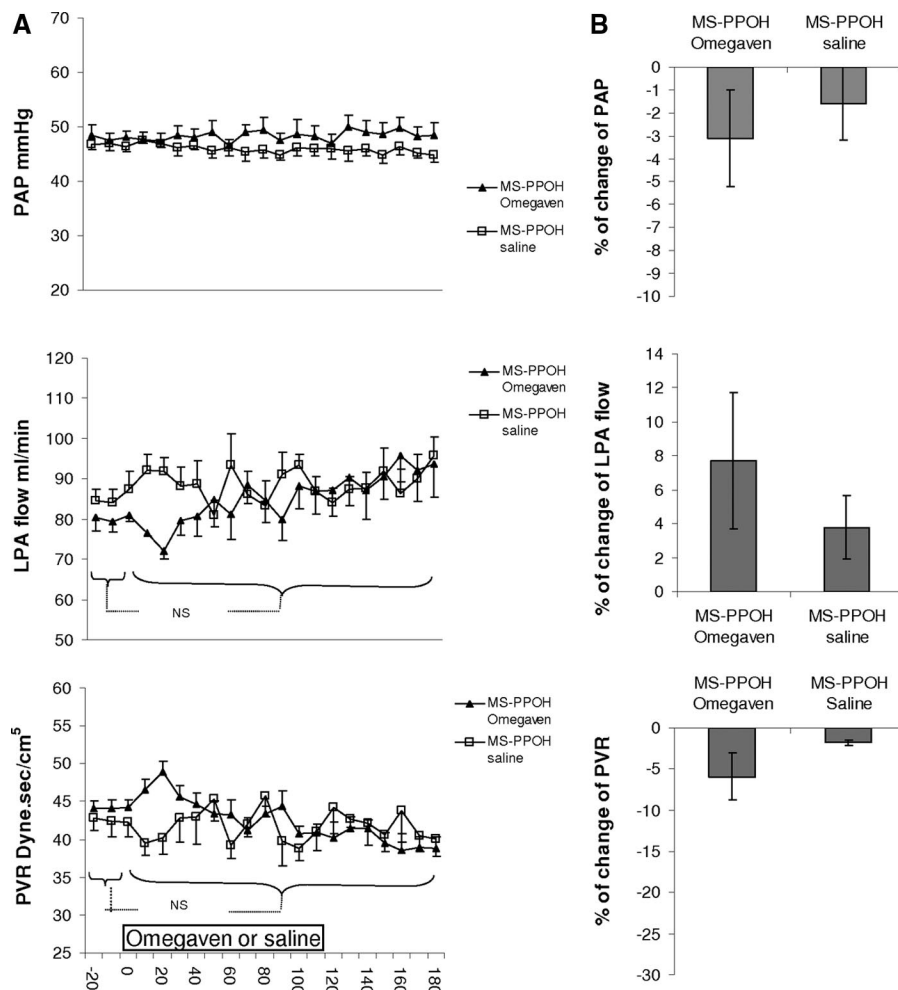 A
PAP mmHg
70
60
50
40
30
20
MS-PPOH
Omegaven
MS-PPOH
saline
LPA flow ml/min
120
110
100
90
80
70
60
50
MS-PPOH
Omegaven
MS-PPOH
saline
NS
PVR Dyne.sec/cm⁵
60
55
50
45
40
35
30
25
MS-PPOH
Omegaven
MS-PPOH
saline
NS
Omegaven or saline
-20
0
20
40
60
80
100
120
140
160
180
B
MS-PPOH
Omegaven
MS-PPOH
saline
% of change of PAP
0
-1
-2
-3
-4
-5
-6
-7
-8
-9
-10
% of change of LPA flow
14
12
10
8
6
4
2
0
MS-PPOH
Omegaven
MS-PPOH
saline
MS-PPOH
Omegaven
MS-PPOH
Saline
% of change of PVR
0
-5
-10
-15
-20
-25
-30